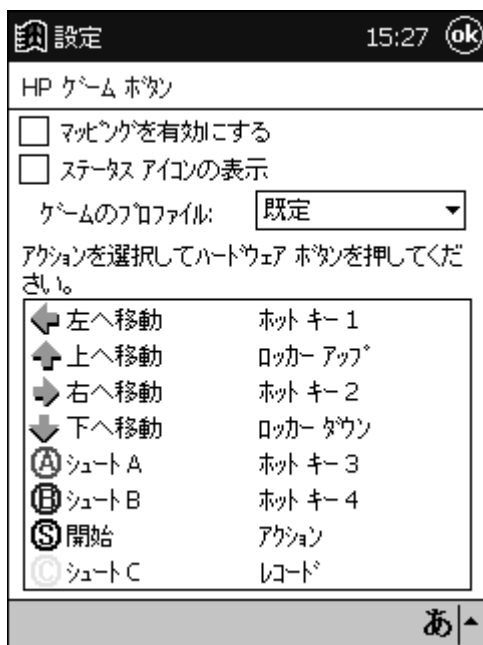 設定 15:27 ok
HP ゲーム ボタン
マッピングを有効にする
ステータス アイコンの表示
ゲームのプロファイル: 既定
アクションを選択してハードウェア ボタンを押してくだ
さい。
左へ移動 ホット キー 1
上へ移動 ロッカー アップ
右へ移動 ホット キー 2
下へ移動 ロッカー ダウン
A シュート A ホット キー 3
B シュート B ホット キー 4
S 開始 アクション
C シュート C レコード
あ